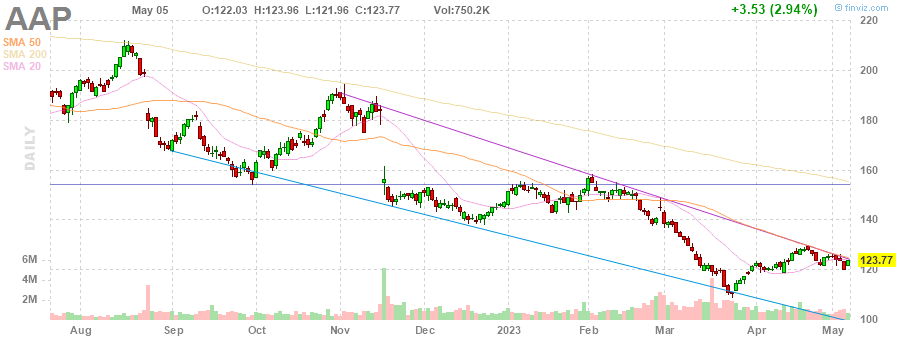 AAP
May 05 O:122.03 H:123.96 L:121.96 C:123.77 Vol:750.2K
+3.53 (2.94%)
© finviz.com
SMA 50
SMA 200
SMA 20
DAILY
220
200
180
160
140
123.77
120
100
6M
4M
2M
Aug Sep Oct Nov Dec 2023 Feb Mar Apr May